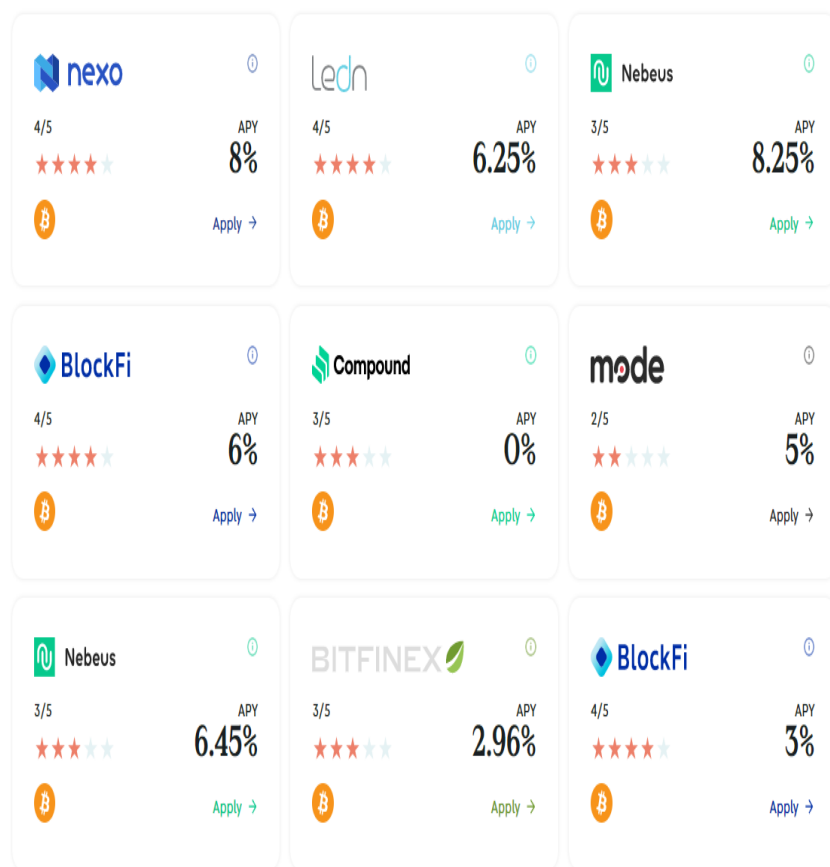 nexo
4/5
APY
8%
Apply →
ledn
4/5
APY
6.25%
Apply →
Nebeus
3/5
APY
8.25%
Apply →
BlockFi
4/5
APY
6%
Apply →
Compound
3/5
APY
0%
Apply →
mode
2/5
APY
5%
Apply →
Nebeus
3/5
APY
6.45%
Apply →
BITFINEX
3/5
APY
2.96%
Apply →
BlockFi
4/5
APY
3%
Apply →